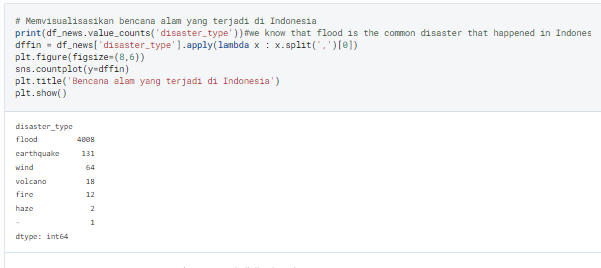 # Memvisualisasikan bencana alam yang terjadi di Indonesia
print(df_news.value_counts('disaster_type'))#we know that flood is the common disaster that happened in Indones
dffin = df_news['disaster_type'].apply(lambda x : x.split(',')[0])
plt.figure(figsize=(8,6))
sns.countplot(y=dffin)
plt.title('Bencana alam yang terjadi di Indonesia')
plt.show()
disaster_type
flood 4008
earthquake 131
wind 64
volcano 18
fire 12
haze 2
- 1
dtype: int64